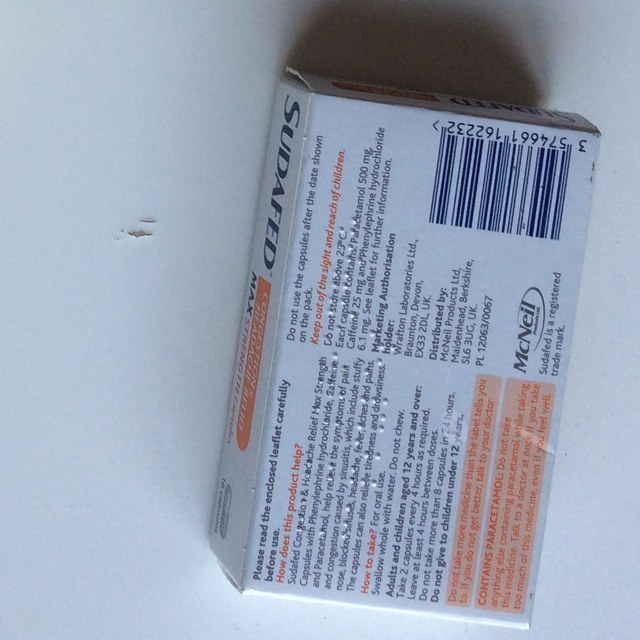 SUDAFED
MAX STRENGTH
Please read the enclosed leaflet carefully
before use.
How does this product help?
Sudafed Congestion & Headache Relief Max Strength
Capsules with Phenylephrine hydrochloride, Caffeine
and Paracetamol, help relieve the symptoms of pain
and congestion caused by sinusitis, which include stuffy
nose, blocked sinuses, headache, fever, aches and pains.
The capsules can also relieve tiredness and drowsiness.
How to take? For oral use.
Swallow whole with water. Do not chew.
Adults and children aged 12 years and over:
Take 2 capsules every 4 hours, as required.
Leave at least 4 hours between doses.
Do not take more than 8 capsules in 24 hours.
Do not give to children under 12 years.
Do not take more medicine than the label tells you
to. If you do not get better, talk to your doctor.
CONTAINS PARACETAMOL: Do not take
anything else containing paracetamol while taking
this medicine. Talk to a doctor at once if you take
too much of this medicine, even if you feel well.
Do not use the capsules after the date shown
on the pack.
Keep out of the sight and reach of children.
Do not store above 25°C.
Each capsule contains: Paracetamol 500 mg,
Caffeine 25 mg and Phenylephrine hydrochloride
6.1 mg. See leaflet for further information.
Marketing Authorisation
Holder:
Wrafton Laboratories Ltd,
Braunton, Devon,
EX33 2DL, UK.
Distributed by:
McNeil Products Ltd,
Maidenhead, Berkshire,
SL6 3UG, UK.
PL 12063/0067
McNeil
Sudafed is a registered
trade mark.
3 574661 162232 >
SUDAFED